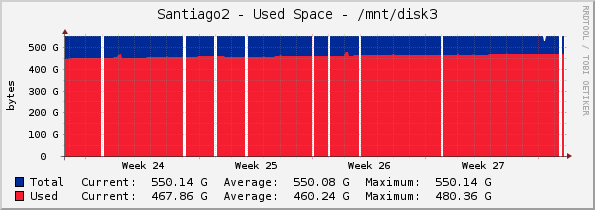 Santiago2 - Used Space - /mnt/disk3
RRDTOOL / TOBI OETIKER
bytes
500 G
400 G
300 G
200 G
100 G
0
Week 24 Week 25 Week 26 Week 27
Total Current: 550.14 G Average: 550.08 G Maximum: 550.14 G
Used Current: 467.86 G Average: 460.24 G Maximum: 480.36 G